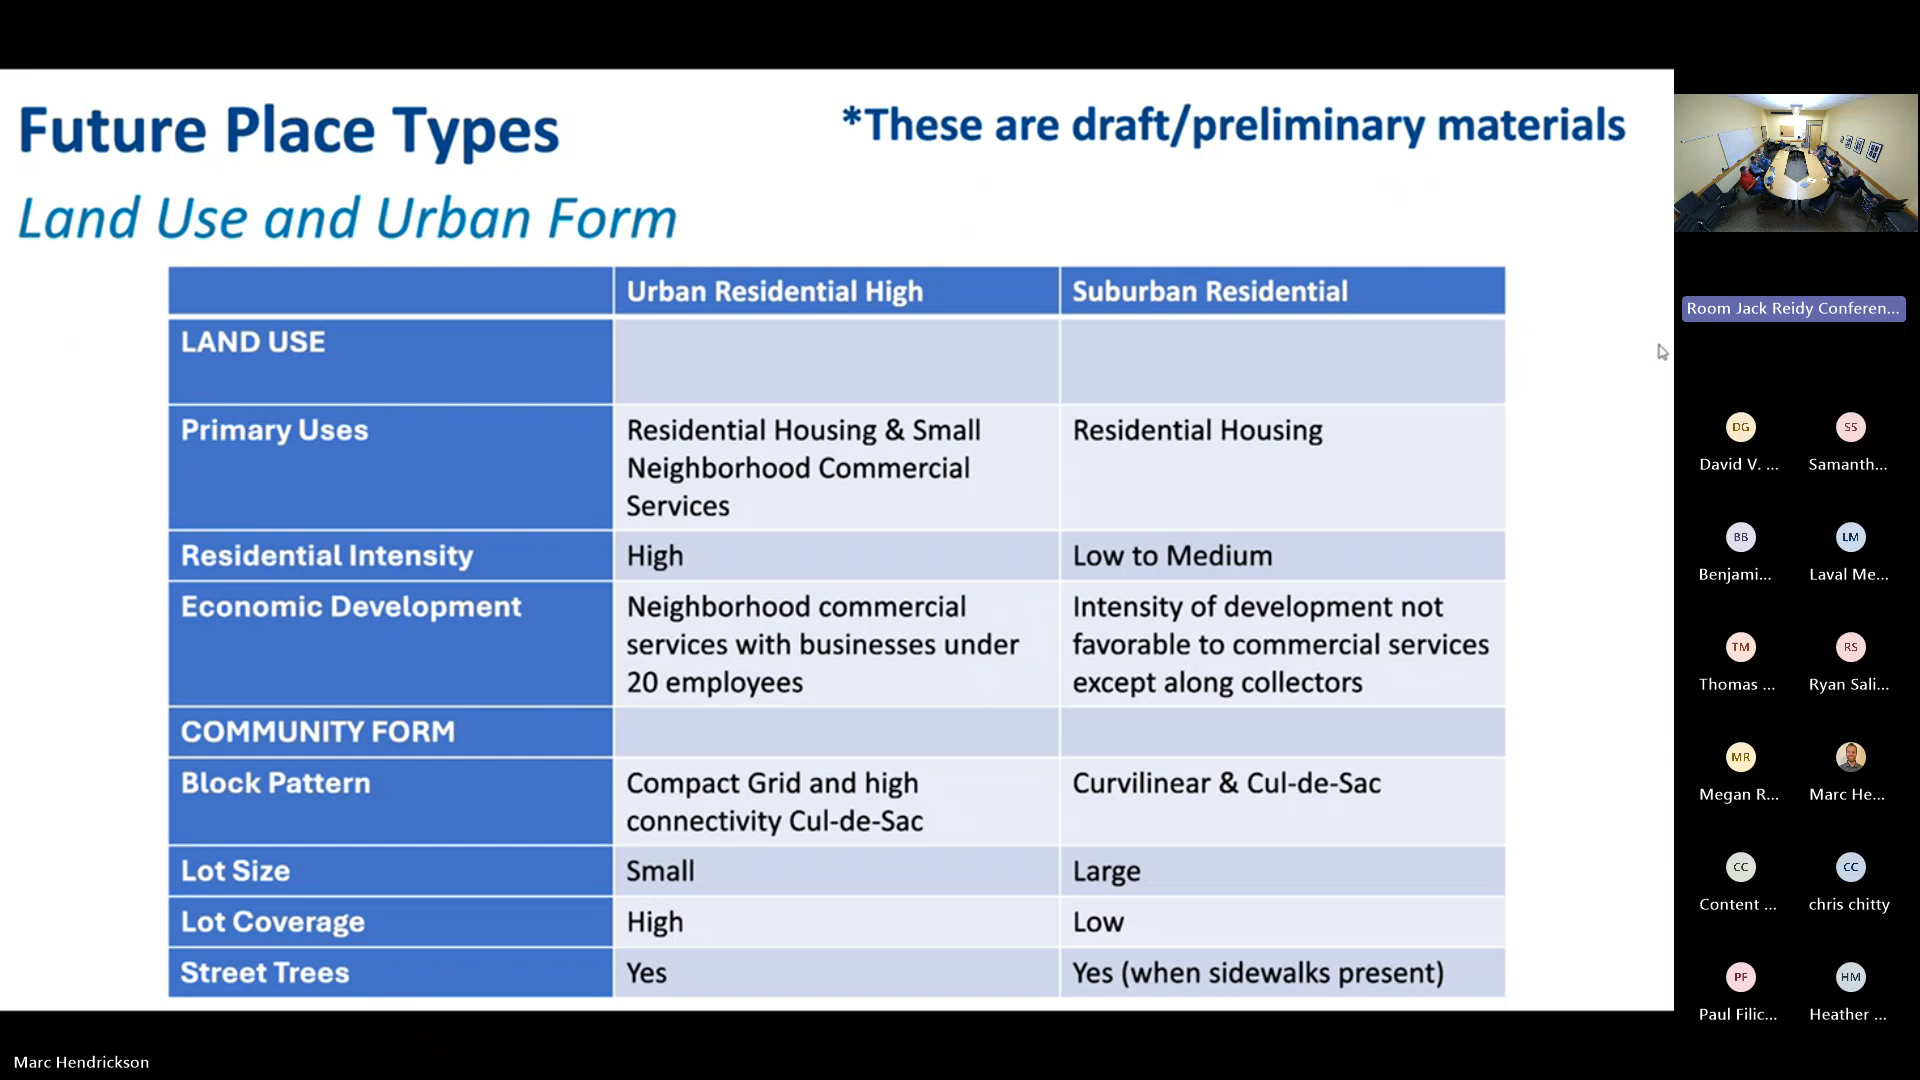 Future Place Types
*These are draft/preliminary materials
Land Use and Urban Form
Urban Residential High
Suburban Residential
LAND USE
Primary Uses
Residential Housing & Small
Neighborhood Commercial
Services
Residential Housing
Residential Intensity
High
Low to Medium
Economic Development
Neighborhood commercial
services with businesses under
20 employees
Intensity of development not
favorable to commercial services
except along collectors
COMMUNITY FORM
Block Pattern
Compact Grid and high
connectivity Cul-de-Sac
Curvilinear & Cul-de-Sac
Lot Size
Small
Large
Lot Coverage
High
Low
Street Trees
Yes
Yes (when sidewalks present)
Room Jack Reidy Conferen...
DG
David V. ...
SS
Samanth...
BB
Benjami...
LM
Laval Me...
TM
Thomas ...
RS
Ryan Sali...
MR
Megan R...
Marc He...
CC
Content ...
CC
chris chitty
PF
Paul Filic...
HM
Heather ...
Marc Hendrickson